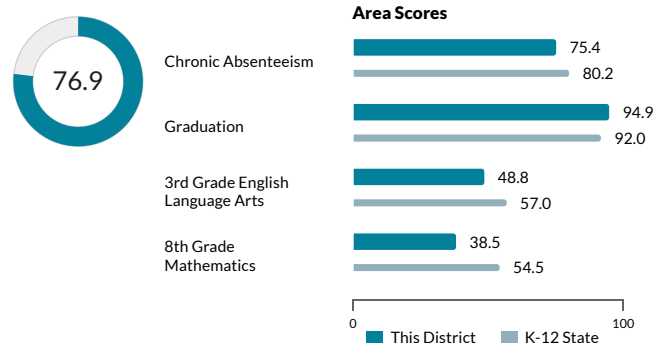 Area Scores
76.9
Chronic Absenteeism
75.4
80.2
Graduation
94.9
92.0
3rd Grade English
Language Arts
48.8
57.0
8th Grade
Mathematics
38.5
54.5
0
100
This District
K-12 State